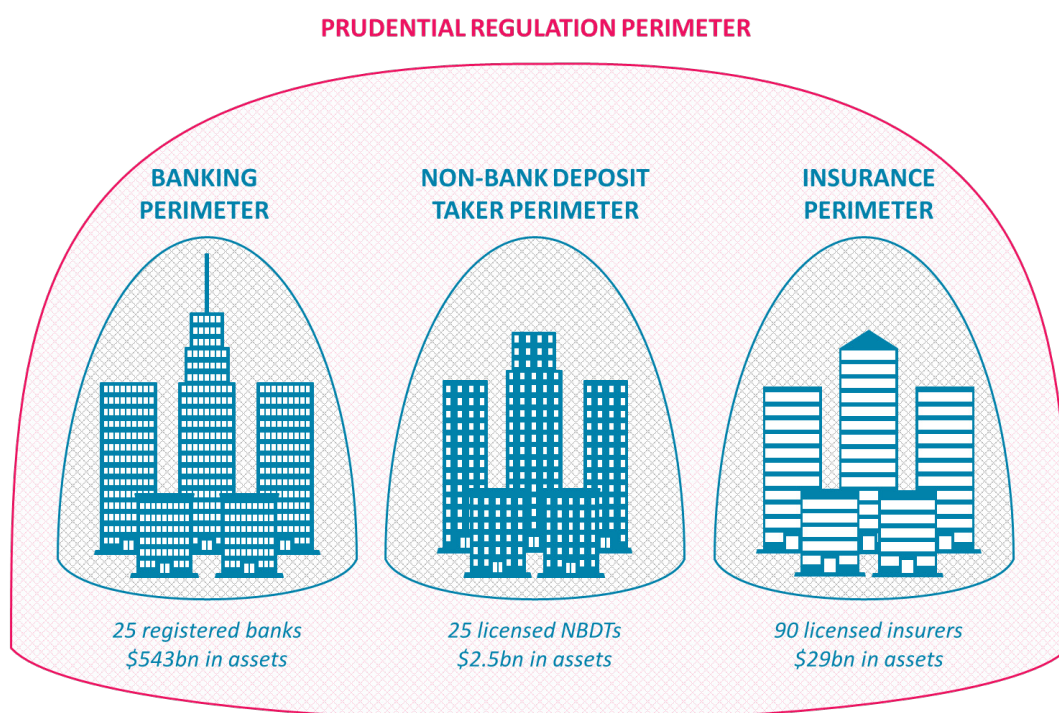 PRUDENTIAL REGULATION PERIMETER
BANKING
PERIMETER
NON-BANK DEPOSIT
TAKER PERIMETER
INSURANCE
PERIMETER
25 registered banks
$543bn in assets
25 licensed NBDTs
$2.5bn in assets
90 licensed insurers
$29bn in assets